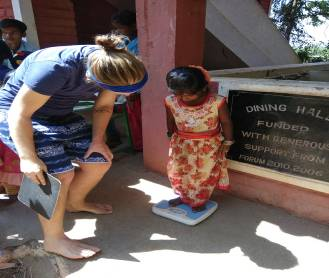 DINING HALL
FUNDED
WITH GENEROUS
SUPPORT FROM
FORUM 2010.2006